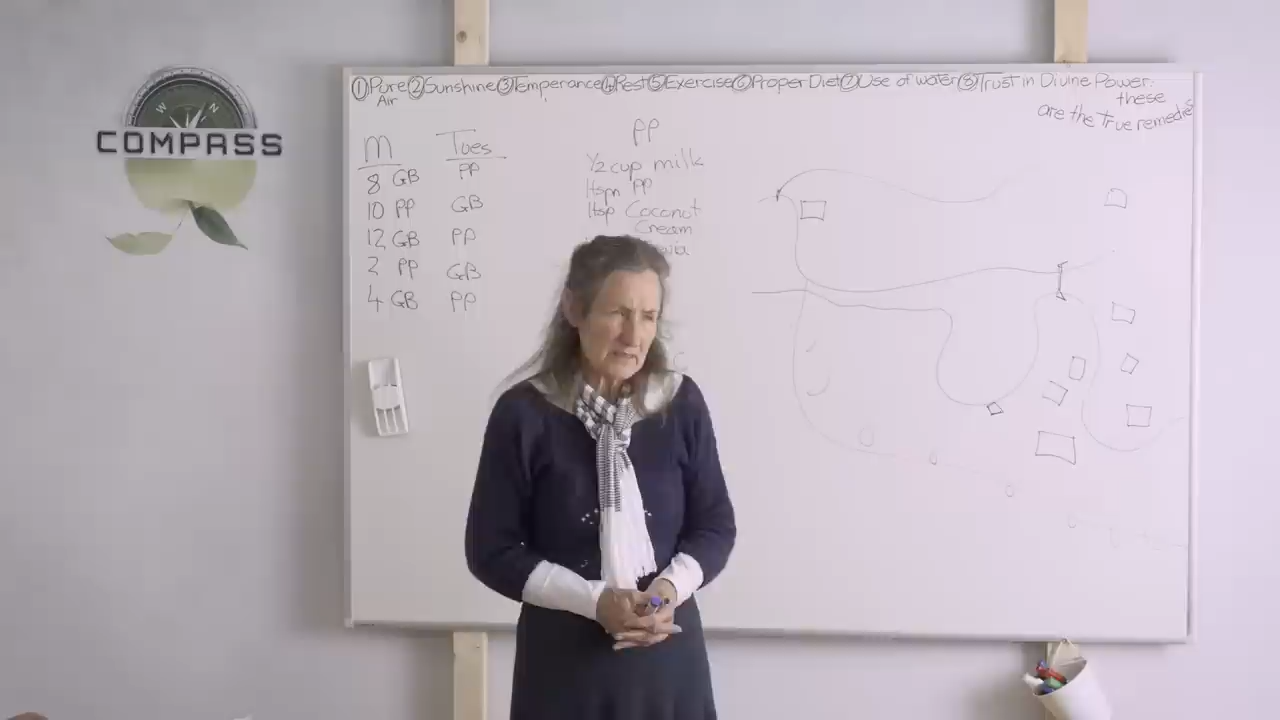 ①Pure ②Sunshine ③Temperance ④Rest ⑤Exercise ⑥Proper Diet ⑦Use of water ⑧Trust in Divine Power:
Air
these
are the true remedies
W N
COMPASS
M Tues
8 GB PP
10 PP GB
12 GB PP
2 PP GB
4 GB PP
PP
1/2 cup milk
1tspn PP
1tsp Coconut
Cream